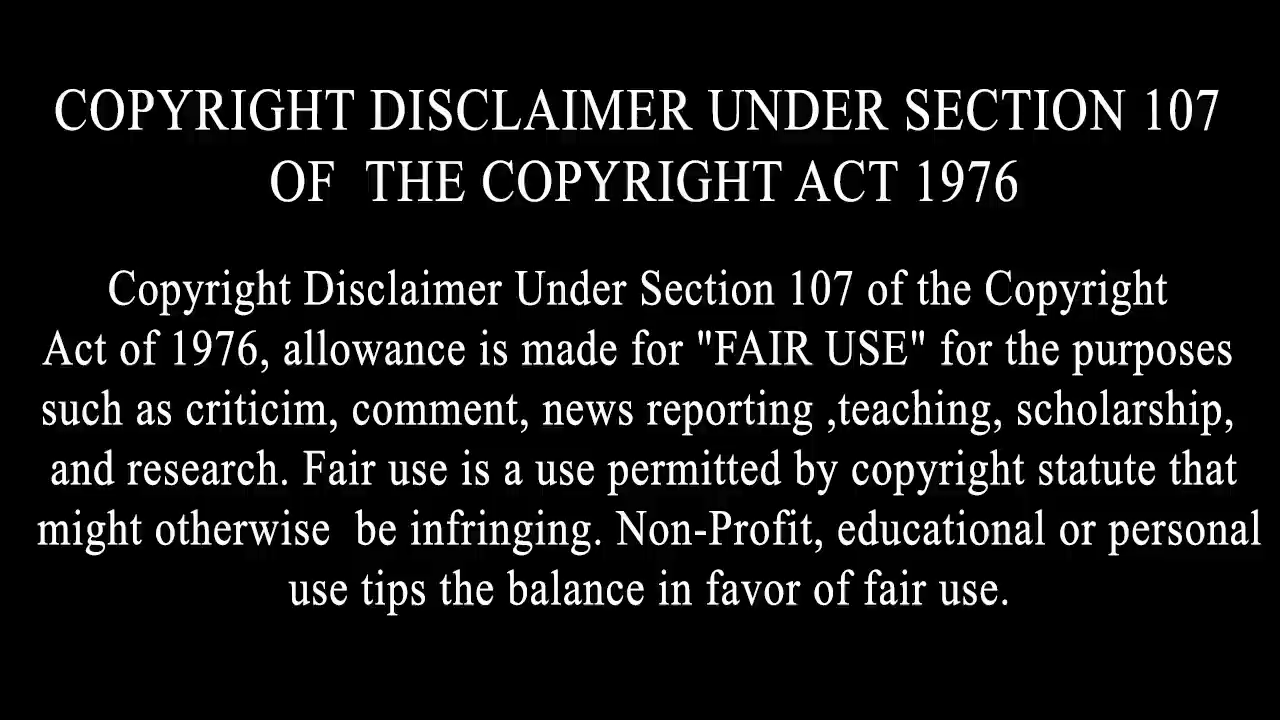 COPYRIGHT DISCLAIMER UNDER SECTION 107
OF  THE COPYRIGHT ACT 1976
Copyright Disclaimer Under Section 107 of the Copyright
Act of 1976, allowance is made for "FAIR USE" for the purposes
such as criticim, comment, news reporting ,teaching, scholarship,
and research. Fair use is a use permitted by copyright statute that
might otherwise  be infringing. Non-Profit, educational or personal
use tips the balance in favor of fair use.